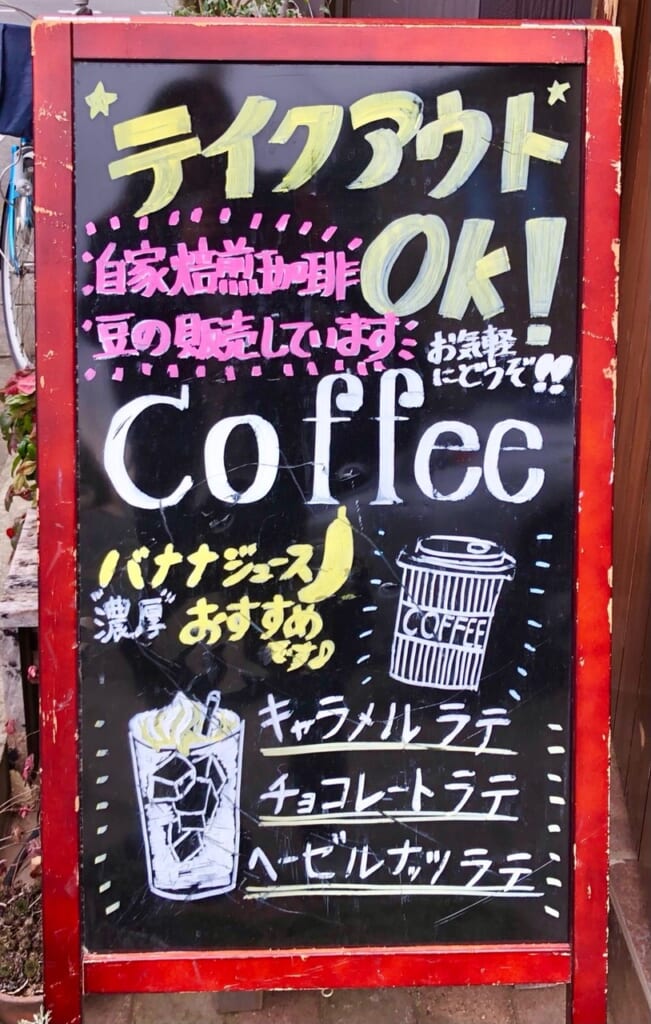 テイクアウト
OK!
自家焙煎珈琲
豆の販売しています
お気軽
にどうぞ!!
Coffee
バナナジュース
"濃厚"おすすめ
です♪
COFFEE
キャラメルラテ
チョコレートラテ
ヘーゼルナッツラテ